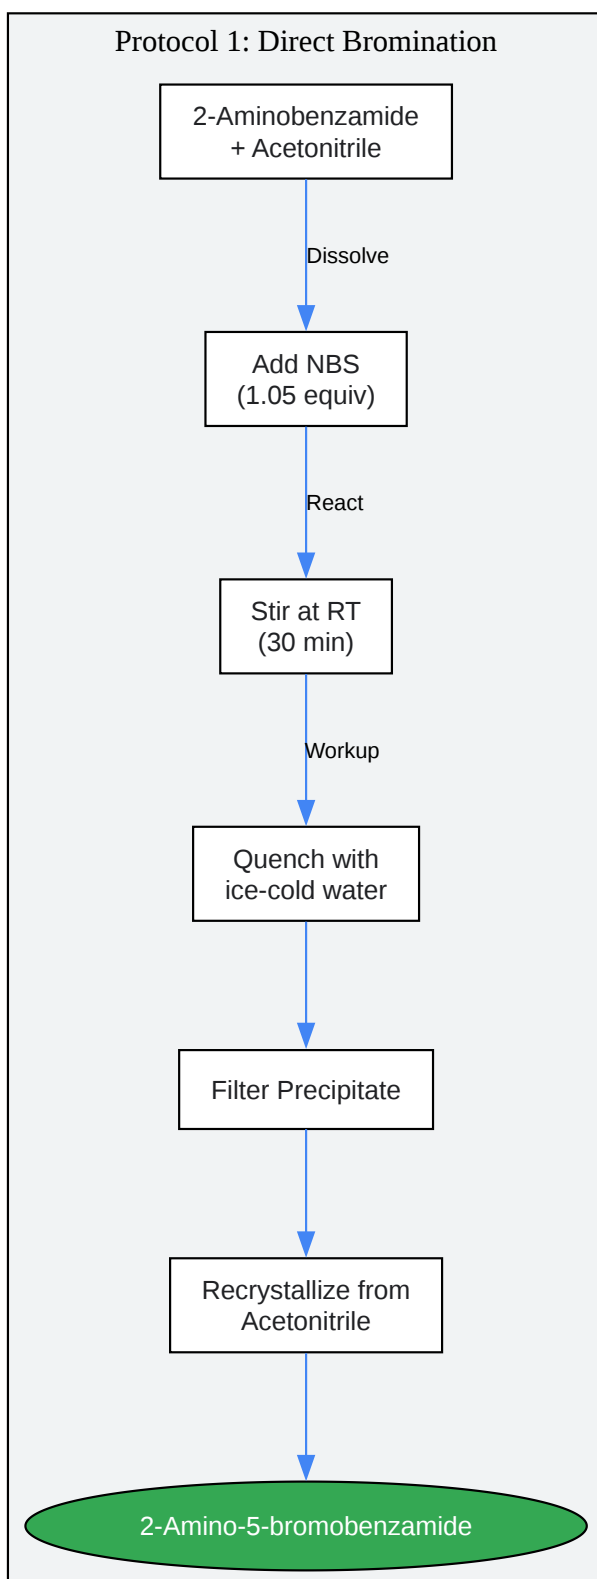 Protocol 1: Direct Bromination
2-Aminobenzamide
+ Acetonitrile
Dissolve
Add NBS
(1.05 equiv)
React
Stir at RT
(30 min)
Workup
Quench with
ice-cold water
Filter Precipitate
Recrystallize from
Acetonitrile
2-Amino-5-bromobenzamide